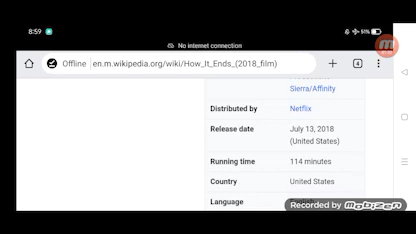 8:59
51%
No internet connection
Offline en.m.wikipedia.org/wiki/How_It_Ends_(2018_film)
4
Sierra/Affinity
Distributed by Netflix
Release date July 13, 2018
(United States)
Running time 114 minutes
Country United States
Language
Recorded by MOBIZEN